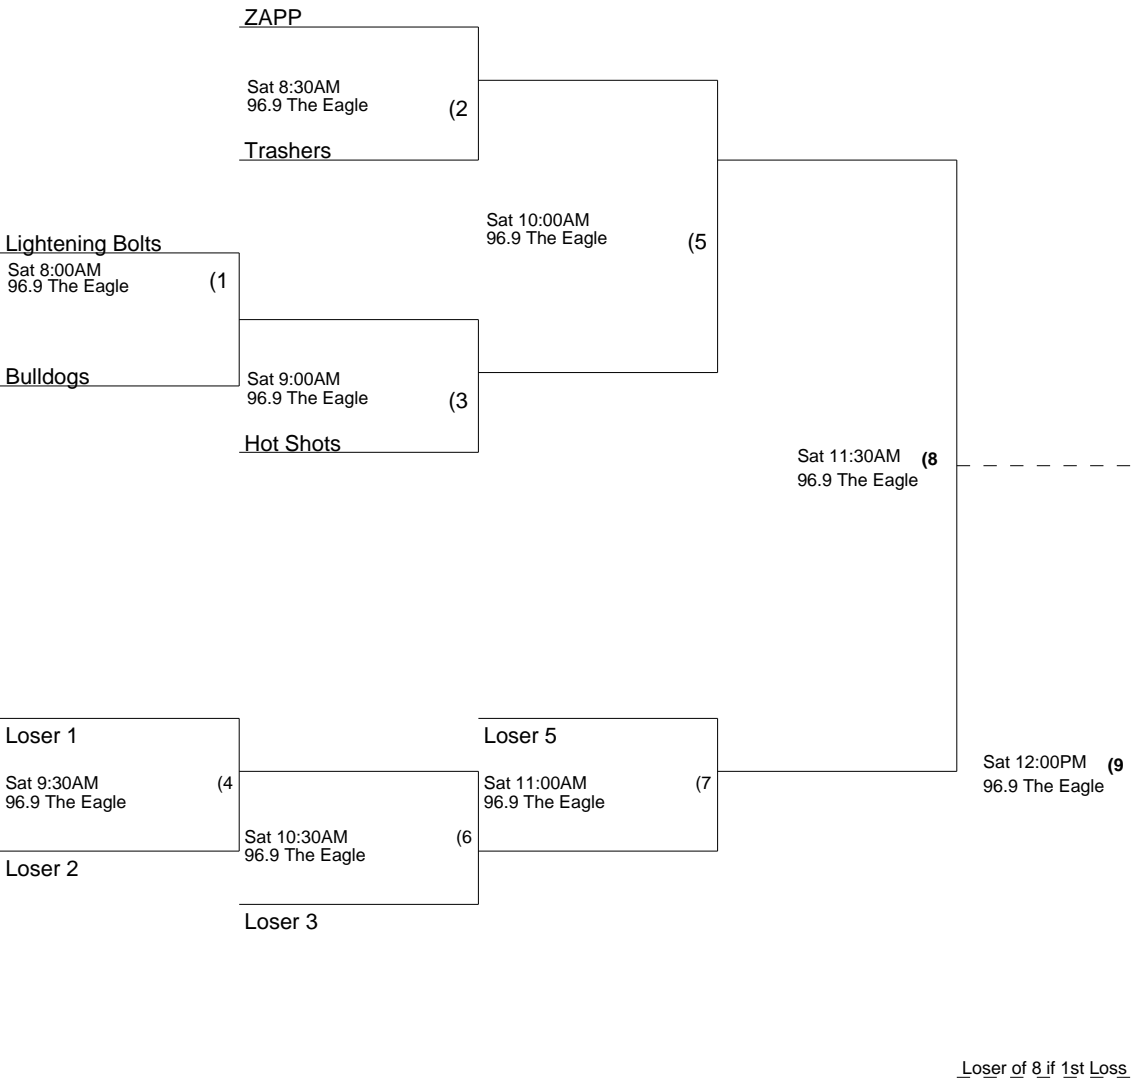 ZAPP
Sat 8:30AM
96.9 The Eagle
(2
Trashers
Sat 10:00AM
96.9 The Eagle
(5
Lightening Bolts
Sat 8:00AM
96.9 The Eagle
(1
Bulldogs
Sat 9:00AM
96.9 The Eagle
(3
Hot Shots
Sat 11:30AM (8
96.9 The Eagle
Loser 1
Sat 9:30AM (4
96.9 The Eagle
Loser 2
Loser 5
Sat 11:00AM (7
96.9 The Eagle
Sat 10:30AM (6
96.9 The Eagle
Loser 3
Sat 12:00PM (9
96.9 The Eagle
Loser of 8 if 1st Loss